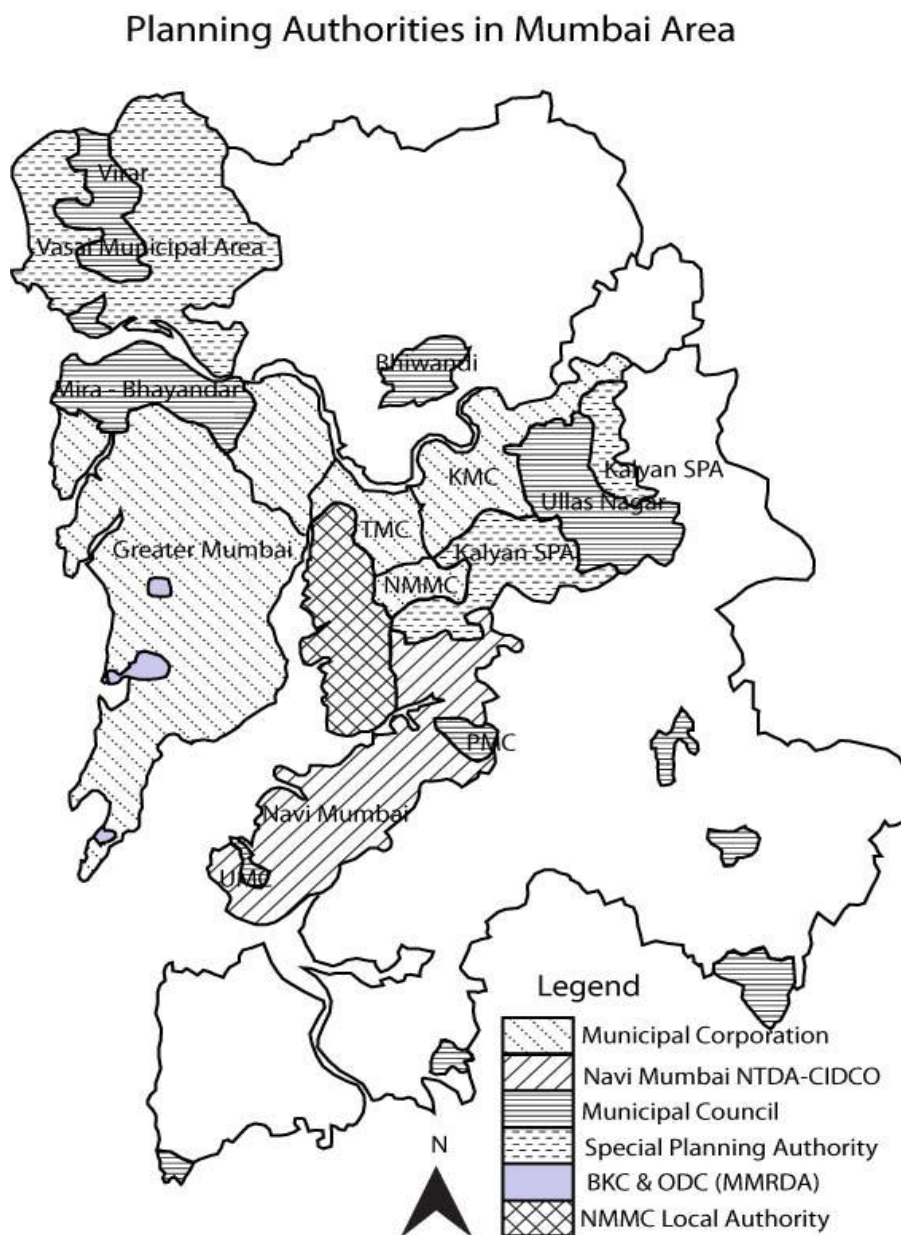 Planning Authorities in Mumbai Area
Virar
Vasai Municipal Area
Bhiwandi
Mira - Bhayandar
Kalyan SPA
KMC
Ullas Nagar
TMC
Greater Mumbai
Kalyan SPA
NMMC
PMC
Navi Mumbai
UMC
Legend
Municipal Corporation
Navi Mumbai NTDA-CIDCO
Municipal Council
Special Planning Authority
BKC & ODC (MMRDA)
NMMC Local Authority
N